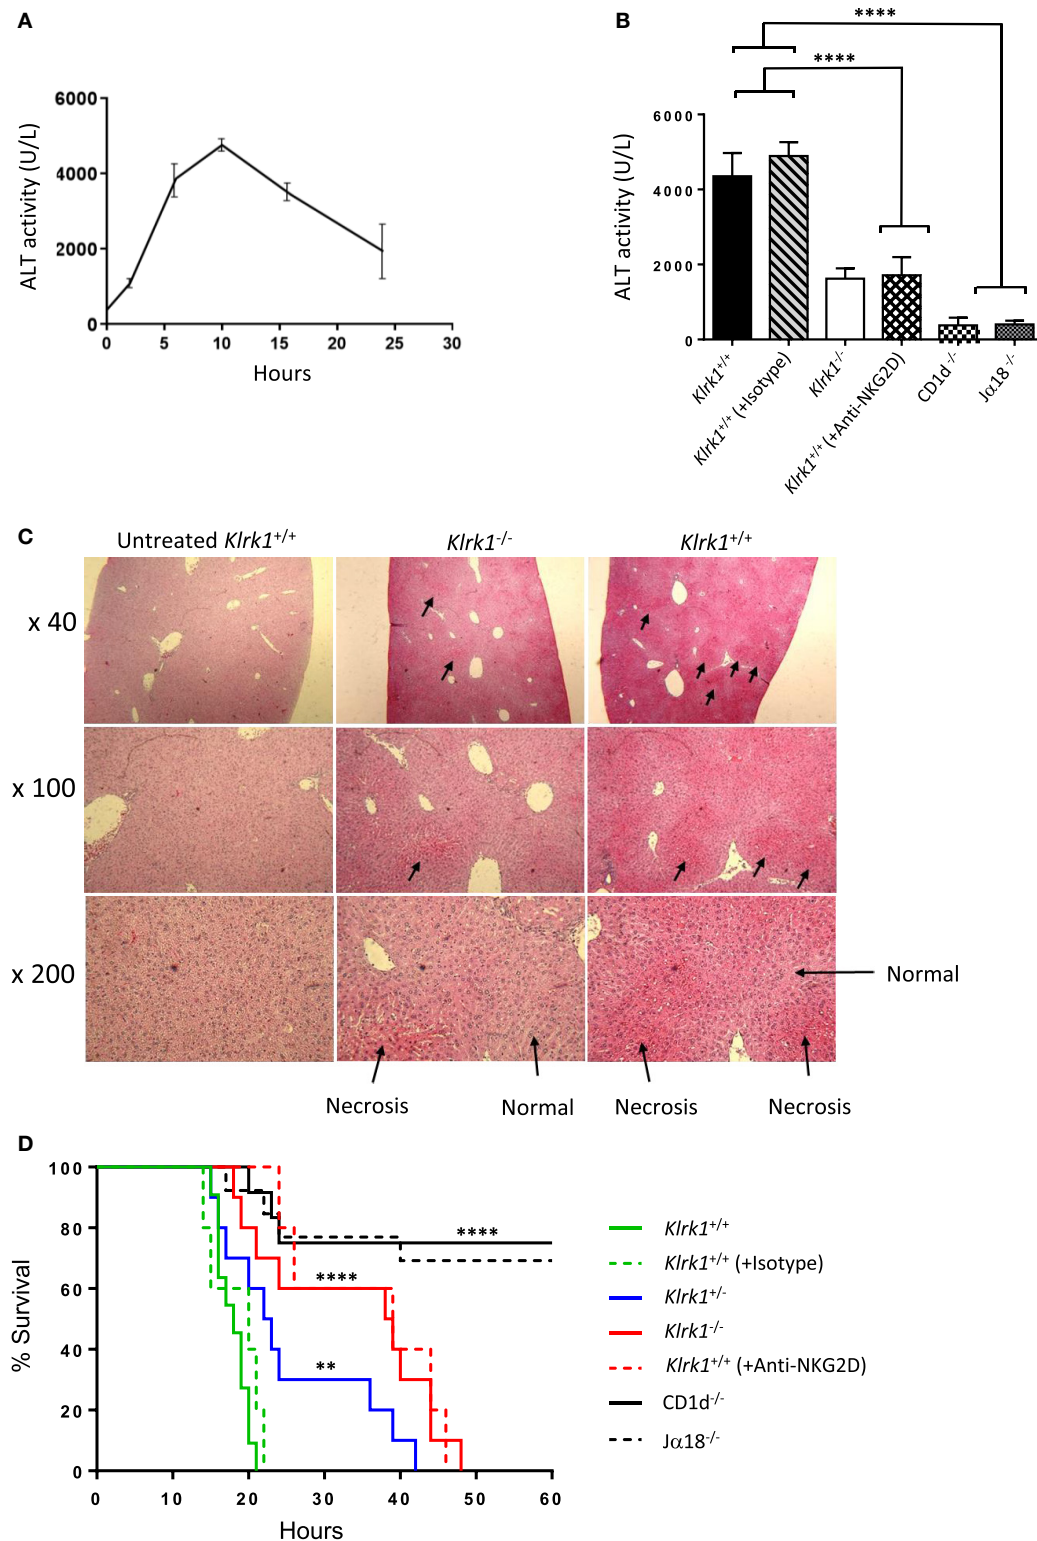 A
ALT activity (U/L)
6000
4000
2000
0
0 5 10 15 20 25 30
Hours
B
****
****
ALT activity (U/L)
6000
4000
2000
0
Klrk1+/+
Klrk1+/+ (+Isotype)
Klrk1-/-
Klrk1+/+ (+Anti-NKG2D)
CD1d-/-
Jα18-/-
C
Untreated Klrk1+/+ Klrk1-/- Klrk1+/+
x 40
x 100
x 200
Normal
Necrosis Normal Necrosis Necrosis
D
% Survival
100
80
60
40
20
0
0 10 20 30 40 50 60
Hours
****
****
**
Klrk1+/+
Klrk1+/+ (+Isotype)
Klrk1+/-
Klrk1-/-
Klrk1+/+ (+Anti-NKG2D)
CD1d-/-
Jα18-/-